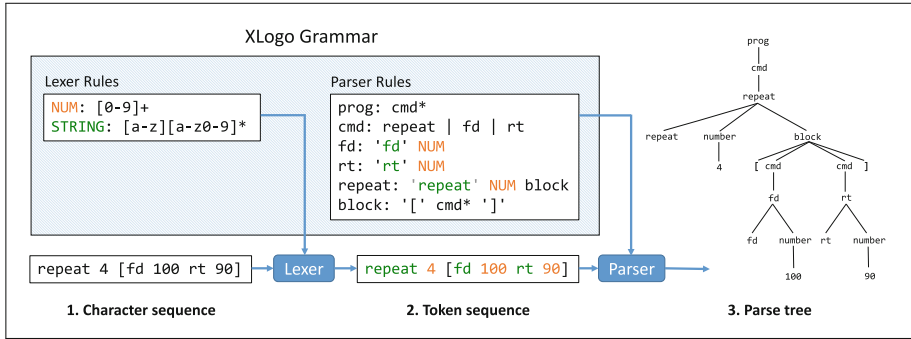 XLogo Grammar
Lexer Rules
NUM: [0-9]+
STRING: [a-z][a-z0-9]*
Parser Rules
prog: cmd*
cmd: repeat | fd | rt
fd: 'fd' NUM
rt: 'rt' NUM
repeat: 'repeat' NUM block
block: '[' cmd* ']'
repeat 4 [fd 100 rt 90]
Lexer
repeat 4 [fd 100 rt 90]
Parser
1. Character sequence
2. Token sequence
prog
cmd
repeat
repeat number block
4 [ cmd cmd ]
fd rt
fd number rt number
100 90
3. Parse tree